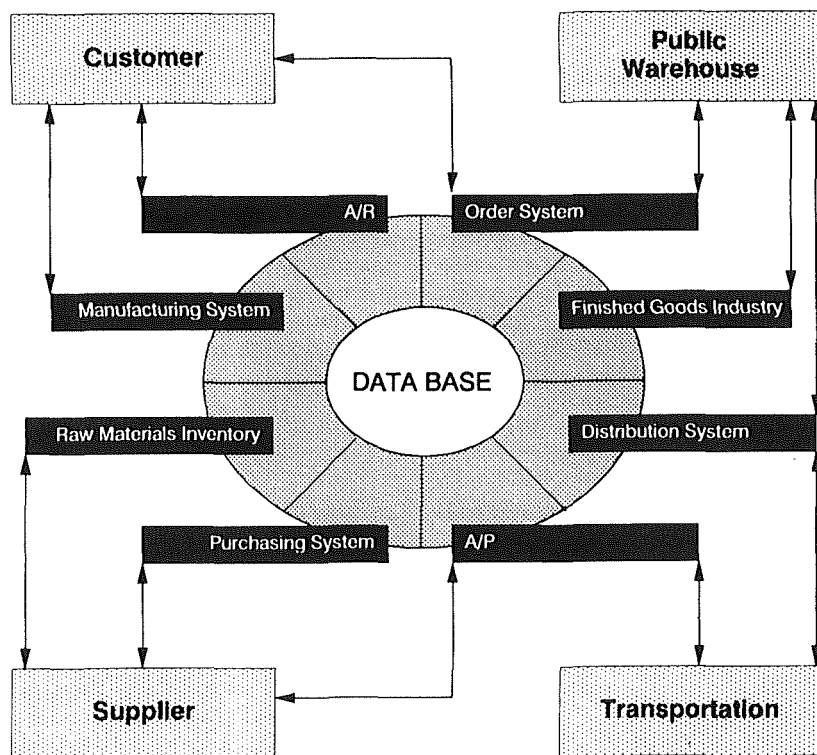 Customer
Public
Warehouse
A/R
Order System
Manufacturing System
Finished Goods Industry
DATA BASE
Raw Materials Inventory
Distribution System
Purchasing System
A/P
Supplier
Transportation